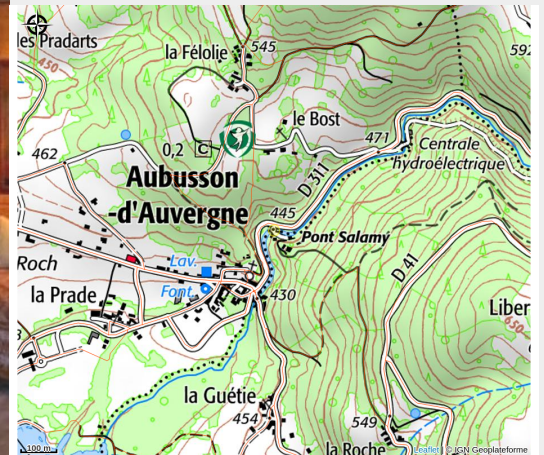 les Pradarts
450
la Félolie
545
592
le Bost
0,2
C
471
462
Centrale
hydroélectrique
Aubusson
-d'Auvergne
D 311
445
Pont Salamy
Roch
Lav.
D 41
Font.
la Prade
430
Liber
650
la Guétie
454
549
la Roche
100 m
Leaflet | © IGN Geoplateforme